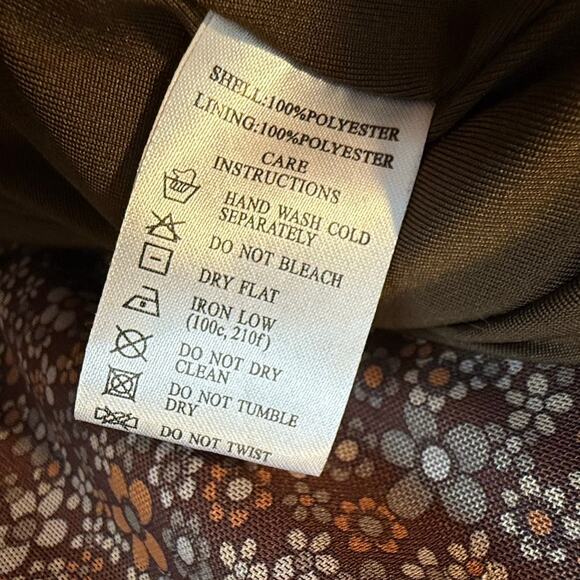 SHELL:100%POLYESTER
LINING:100%POLYESTER
CARE
INSTRUCTIONS
HAND WASH COLD
SEPARATELY
DO NOT BLEACH
DRY FLAT
IRON LOW
(100c, 210f)
DO NOT DRY
CLEAN
DO NOT TUMBLE
DRY
DO NOT TWIST